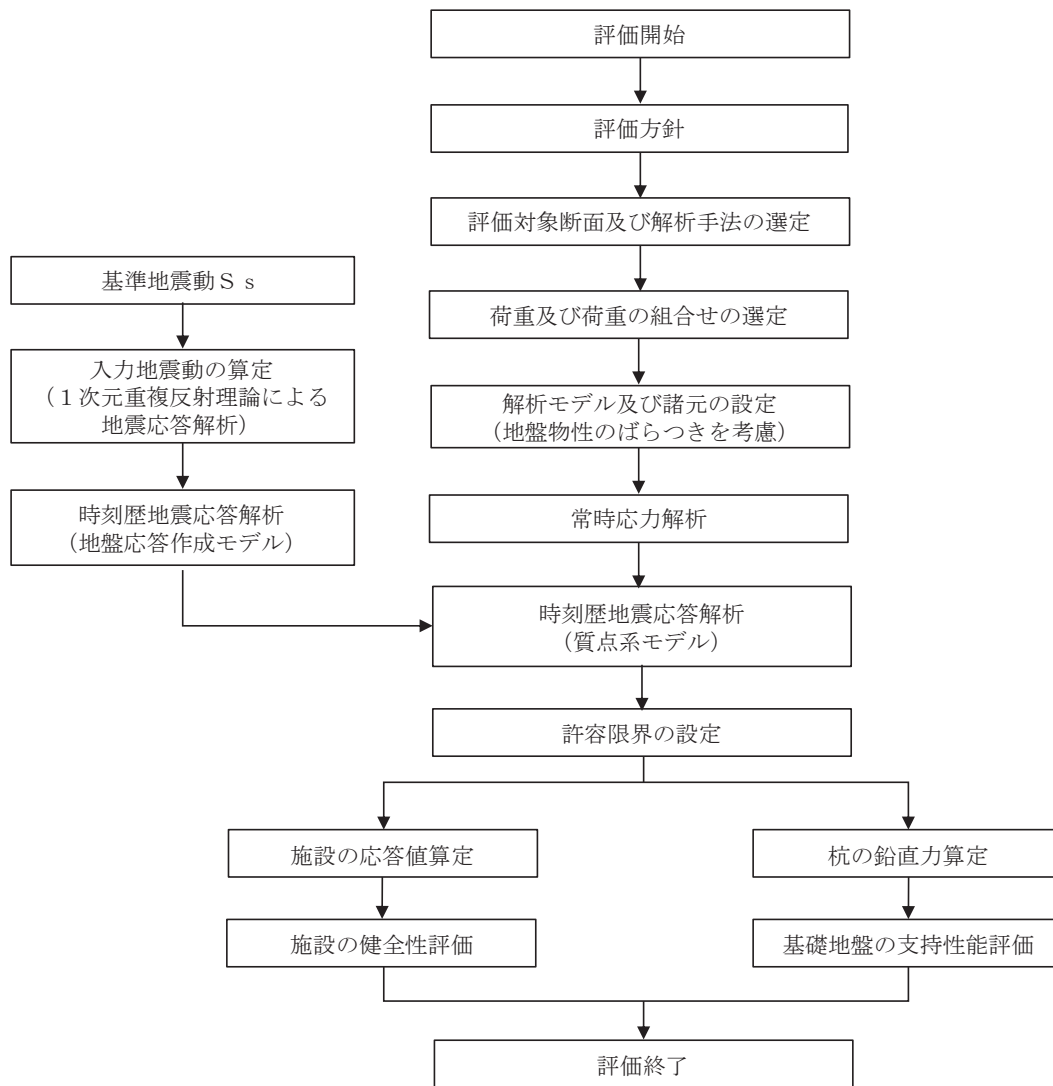 評価開始
評価方針
評価対象断面及び解析手法の選定
基準地震動Ｓｓ
荷重及び荷重の組合せの選定
入力地震動の算定
（１次元重複反射理論による
地震応答解析）
解析モデル及び諸元の設定
（地盤物性のばらつきを考慮）
時刻歴地震応答解析
（地盤応答作成モデル）
常時応力解析
時刻歴地震応答解析
（質点系モデル）
許容限界の設定
施設の応答値算定
杭の鉛直力算定
施設の健全性評価
基礎地盤の支持性能評価
評価終了